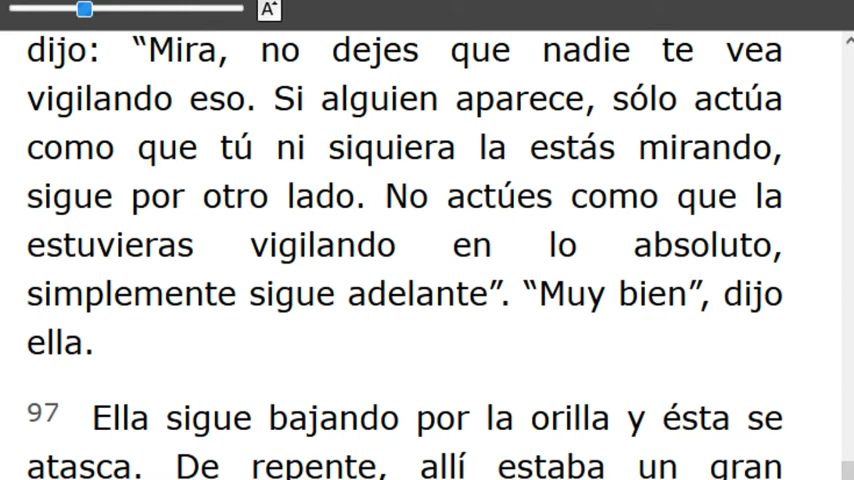 A
dijo: “Mira, no dejes que nadie te vea
vigilando eso. Si alguien aparece, sólo actúa
como que tú ni siquiera la estás mirando,
sigue por otro lado. No actúes como que la
estuvieras vigilando en lo absoluto,
simplemente sigue adelante”. “Muy bien”, dijo
ella.
97 Ella sigue bajando por la orilla y ésta se
atasca. De repente, allí estaba un gran